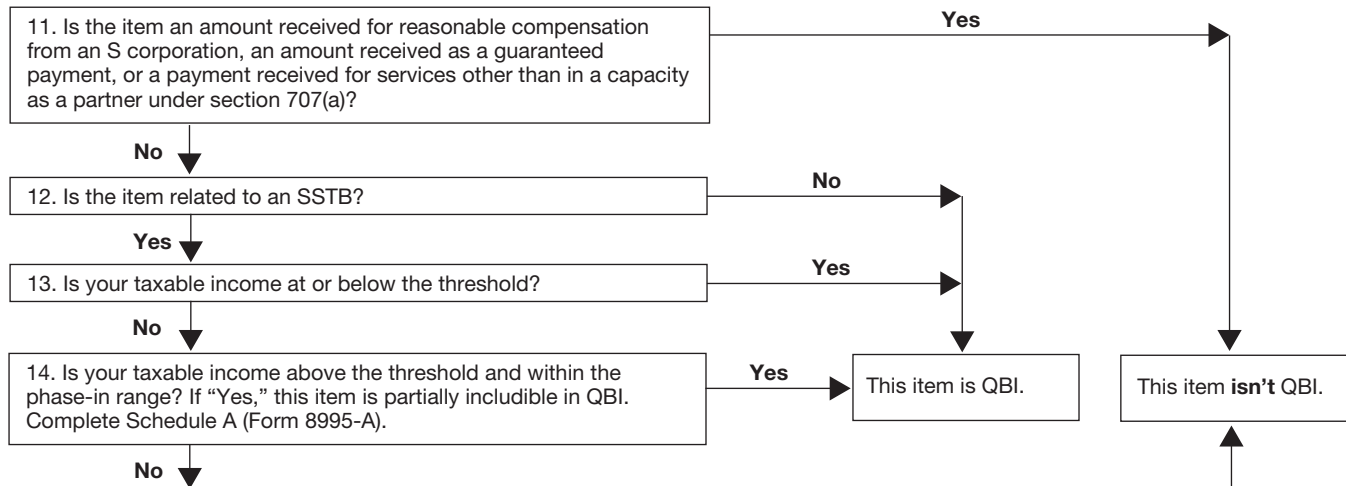 11. Is the item an amount received for reasonable compensation
from an S corporation, an amount received as a guaranteed
payment, or a payment received for services other than in a capacity
as a partner under section 707(a)?
Yes
No
12. Is the item related to an SSTB?
No
Yes
13. Is your taxable income at or below the threshold?
Yes
No
14. Is your taxable income above the threshold and within the
phase-in range? If “Yes,” this item is partially includible in QBI.
Complete Schedule A (Form 8995-A).
Yes
This item is QBI.
This item isn’t QBI.
No